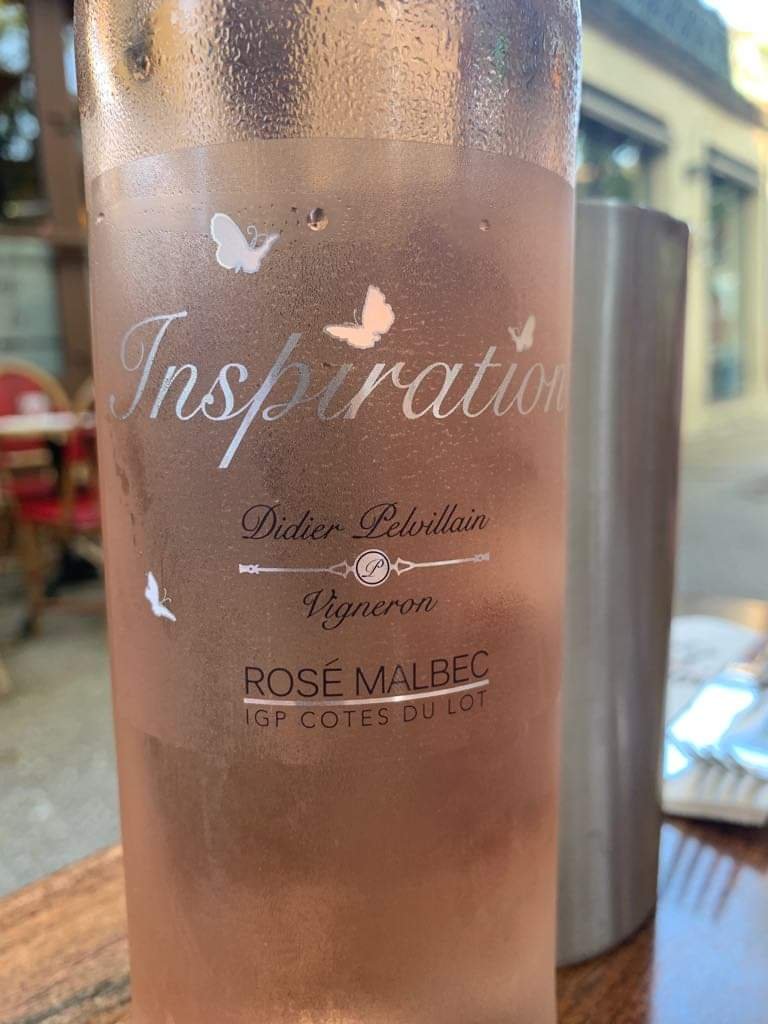 Inspiration
Didier Pelvillain
P
Vigneron
ROSÉ MALBEC
IGP COTES DU LOT